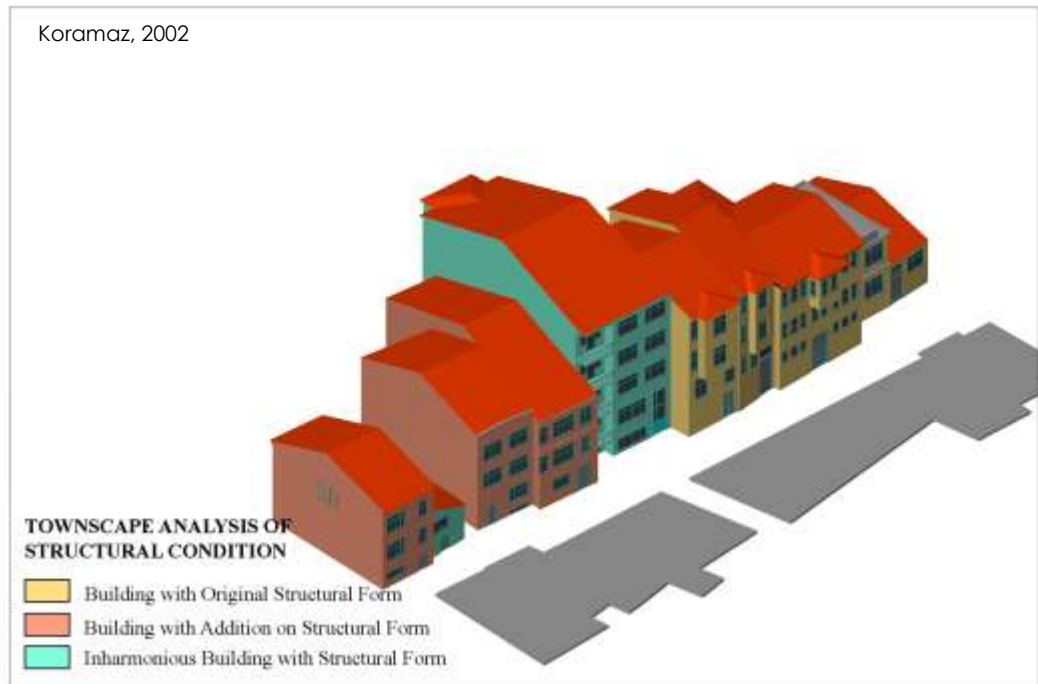 Koramaz, 2002
TOWNSCAPE ANALYSIS OF
STRUCTURAL CONDITION
Building with Original Structural Form
Building with Addition on Structural Form
Inharmonious Building with Structural Form